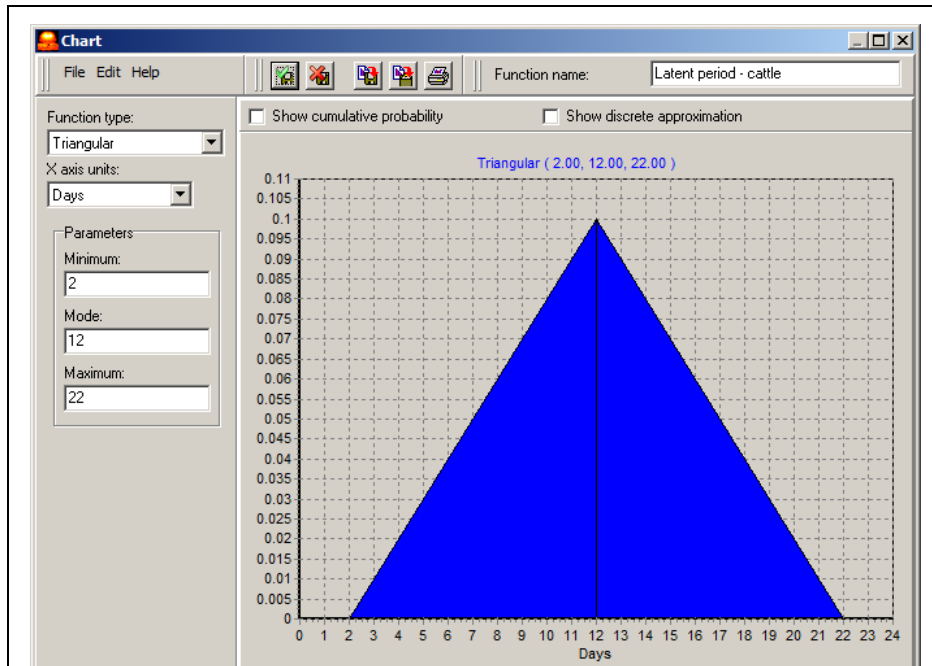 Chart
File Edit Help
Function name:
Latent period - cattle
Function type:
Triangular
X axis units:
Days
Parameters
Minimum:
2
Mode:
12
Maximum:
22
Show cumulative probability
Show discrete approximation
Triangular ( 2.00, 12.00, 22.00 )
0.11
0.105
0.1
0.095
0.09
0.085
0.08
0.075
0.07
0.065
0.06
0.055
0.05
0.045
0.04
0.035
0.03
0.025
0.02
0.015
0.01
0.005
0
0 1 2 3 4 5 6 7 8 9 10 11 12 13 14 15 16 17 18 19 20 21 22 23 24
Days